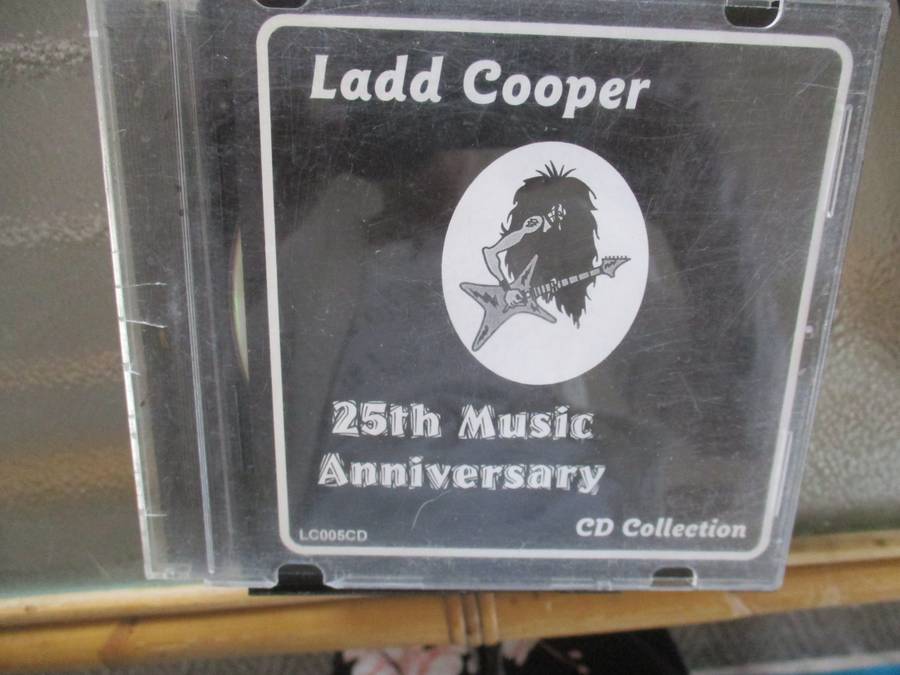 Ladd Cooper
25th Music
Anniversary
LC005CD
CD Collection